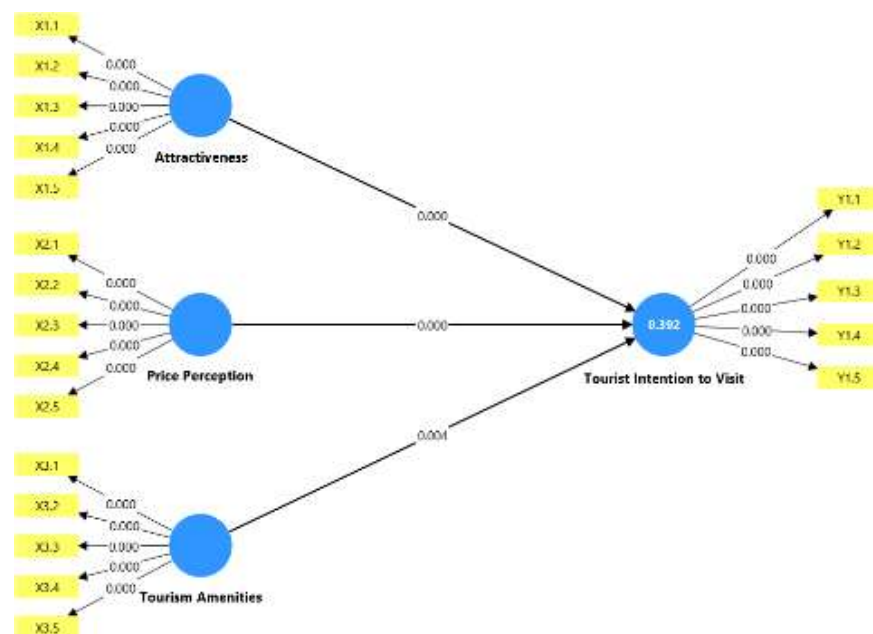 X1.1
0.000
X1.2
0.000
X1.3
0.000
X1.4
0.000
X1.5
0.000
Attractiveness
0.000
X2.1
0.000
X2.2
0.000
X2.3
0.000
X2.4
0.000
X2.5
0.000
Price Perception
0.000
X3.1
0.000
X3.2
0.000
X3.3
0.000
X3.4
0.000
X3.5
0.000
Tourism Amenities
0.004
0.392
Tourist Intention to Visit
Y1.1
0.000
Y1.2
0.000
Y1.3
0.000
Y1.4
0.000
Y1.5
0.000